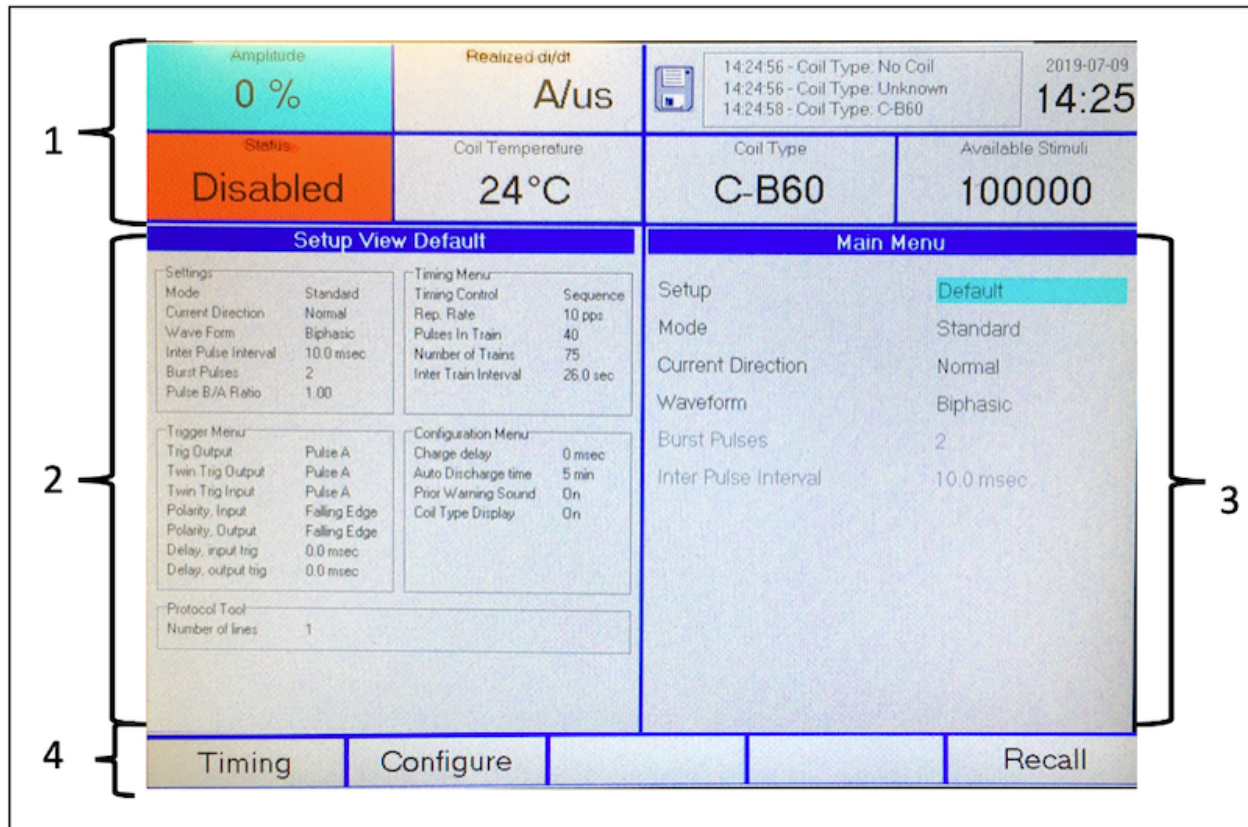 1
Amplitude
0 %
Realized di/dt
A/us
14:24:56 - Coil Type: No Coil
14:24:56 - Coil Type: Unknown
14:24:58 - Coil Type: C-B60
2019-07-09
14:25
Status
Disabled
Coil Temperature
24°C
Coil Type
C-B60
Available Stimuli
100000
2
Setup View Default
Settings
Mode Standard
Current Direction Normal
Wave Form Biphasic
Inter Pulse Interval 10.0 msec
Burst Pulses 2
Pulse B/A Ratio 1.00
Timing Menu
Timing Control Sequence
Rep. Rate 10 pps
Pulses In Train 40
Number of Trains 75
Inter Train Interval 26.0 sec
Trigger Menu
Trig Output Pulse A
Twin Trig Output Pulse A
Twin Trig Input Pulse A
Polarity, Input Falling Edge
Polarity, Output Falling Edge
Delay, input trig 0.0 msec
Delay, output trig 0.0 msec
Configuration Menu
Charge delay 0 msec
Auto Discharge time 5 min
Prior Warning Sound On
Coil Type Display On
Protocol Tool
Number of lines 1
Main Menu
Setup Default
Mode Standard
Current Direction Normal
Waveform Biphasic
Burst Pulses 2
Inter Pulse Interval 10.0 msec
3
4
Timing
Configure
Recall